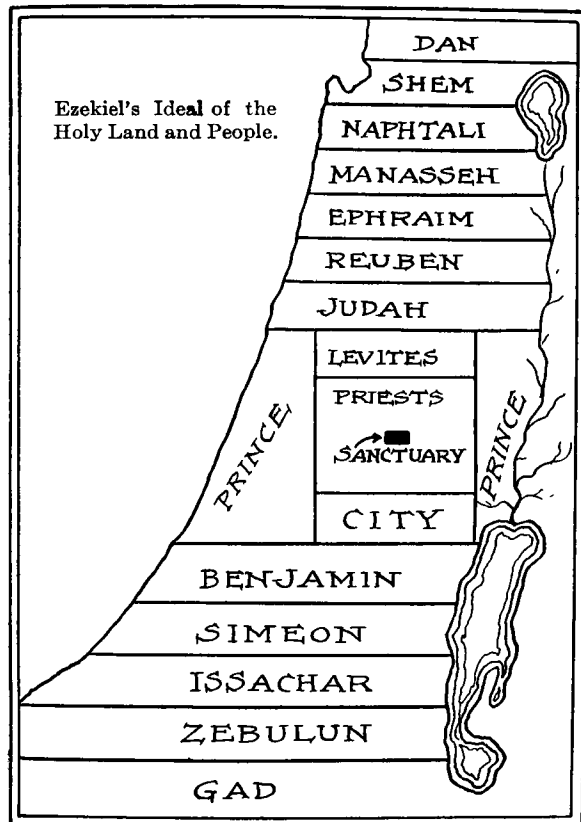 DAN
SHEM
Ezekiel's Ideal of the
Holy Land and People.
NAPHTALI
MANASSEH
EPHRAIM
REUBEN
JUDAH
LEVITES
PRIESTS
PRINCE
SANCTUARY
PRINCE
CITY
BENJAMIN
SIMEON
ISSACHAR
ZEBULUN
GAD